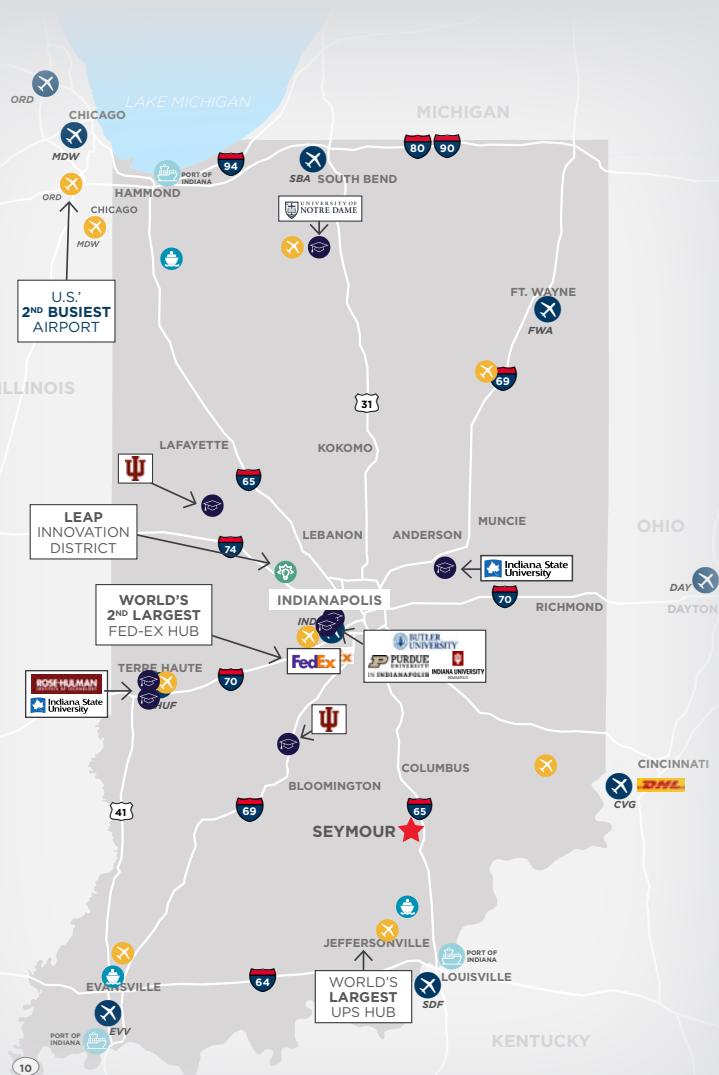 ORD
LAKE MICHIGAN
MICHIGAN
CHICAGO
MDW
80
90
94
PORT OF
INDIANA
SBA SOUTH BEND
ORD
HAMMOND
CHICAGO
MDW
UNIVERSITY OF
NOTRE DAME
U.S.'
2ND BUSIEST
AIRPORT
FT. WAYNE
FWA
69
ILLINOIS
31
LAFAYETTE
KOKOMO
65
LEAP
INNOVATION
DISTRICT
MUNCIE
LEBANON
ANDERSON
OHIO
74
Indiana State
University
DAY
DAYTON
70
RICHMOND
INDIANAPOLIS
WORLD'S
2ND LARGEST
FED-EX HUB
IND
BUTLER
UNIVERSITY
PURDUE
UNIVERSITY
IN INDIANAPOLIS
INDIANA UNIVERSITY
INDIANAPOLIS
FedEx
x
TERRE HAUTE
70
ROSE-HULMAN
INSTITUTE OF TECHNOLOGY
Indiana State
University
HUF
COLUMBUS
CINCINNATI
DHL
CVG
BLOOMINGTON
41
69
65
SEYMOUR
JEFFERSONVILLE
PORT OF
INDIANA
LOUISVILLE
SDF
WORLD'S
LARGEST
UPS HUB
64
EVANSVILLE
EVV
PORT OF
INDIANA
KENTUCKY
10